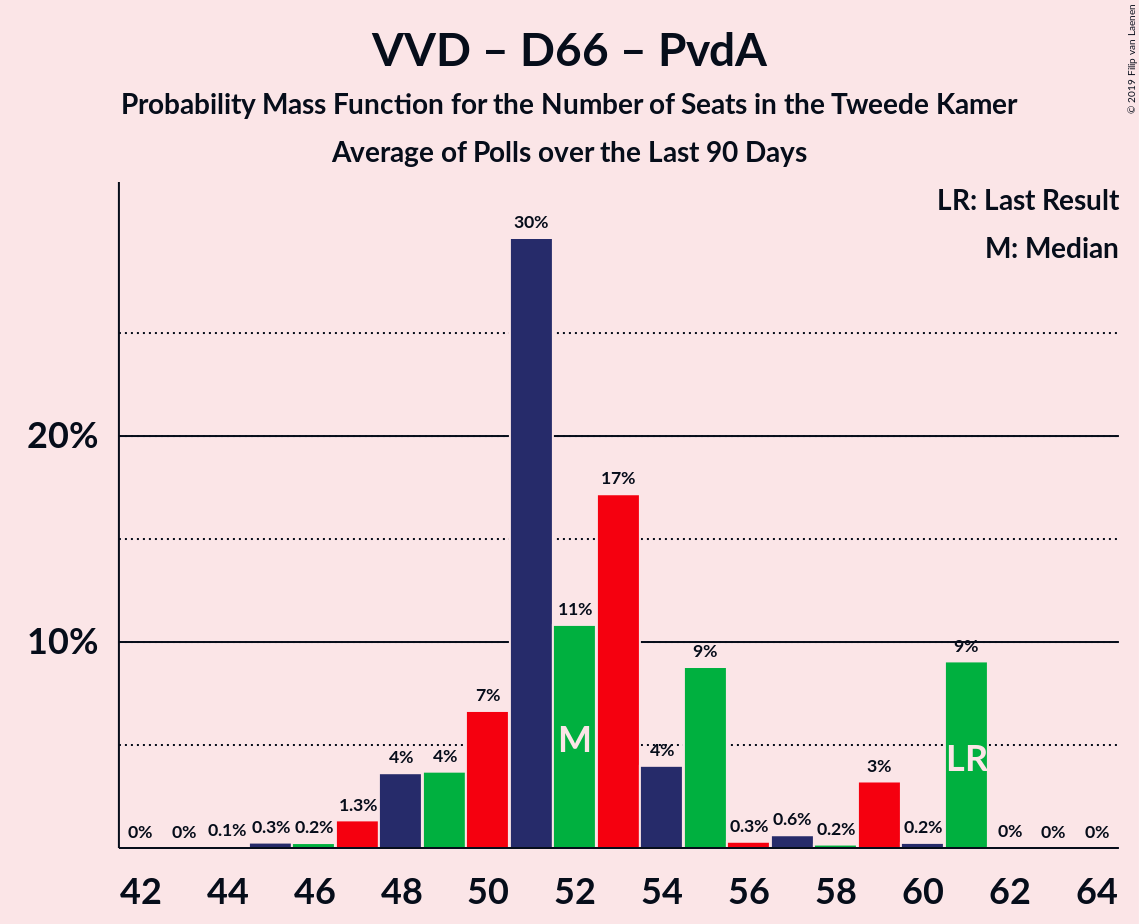 VVD – D66 – PvdA
Probability Mass Function for the Number of Seats in the Tweede Kamer
Average of Polls over the Last 90 Days
© 2019 Filip van Laenen
LR: Last Result
M: Median
20%
10%
0% 0% 0.1% 0.3% 0.2% 1.3% 4% 4% 7% 30% 11% 17% 4% 9% 0.3% 0.6% 0.2% 3% 0.2% 9% 0% 0% 0%
M LR
42 44 46 48 50 52 54 56 58 60 62 64